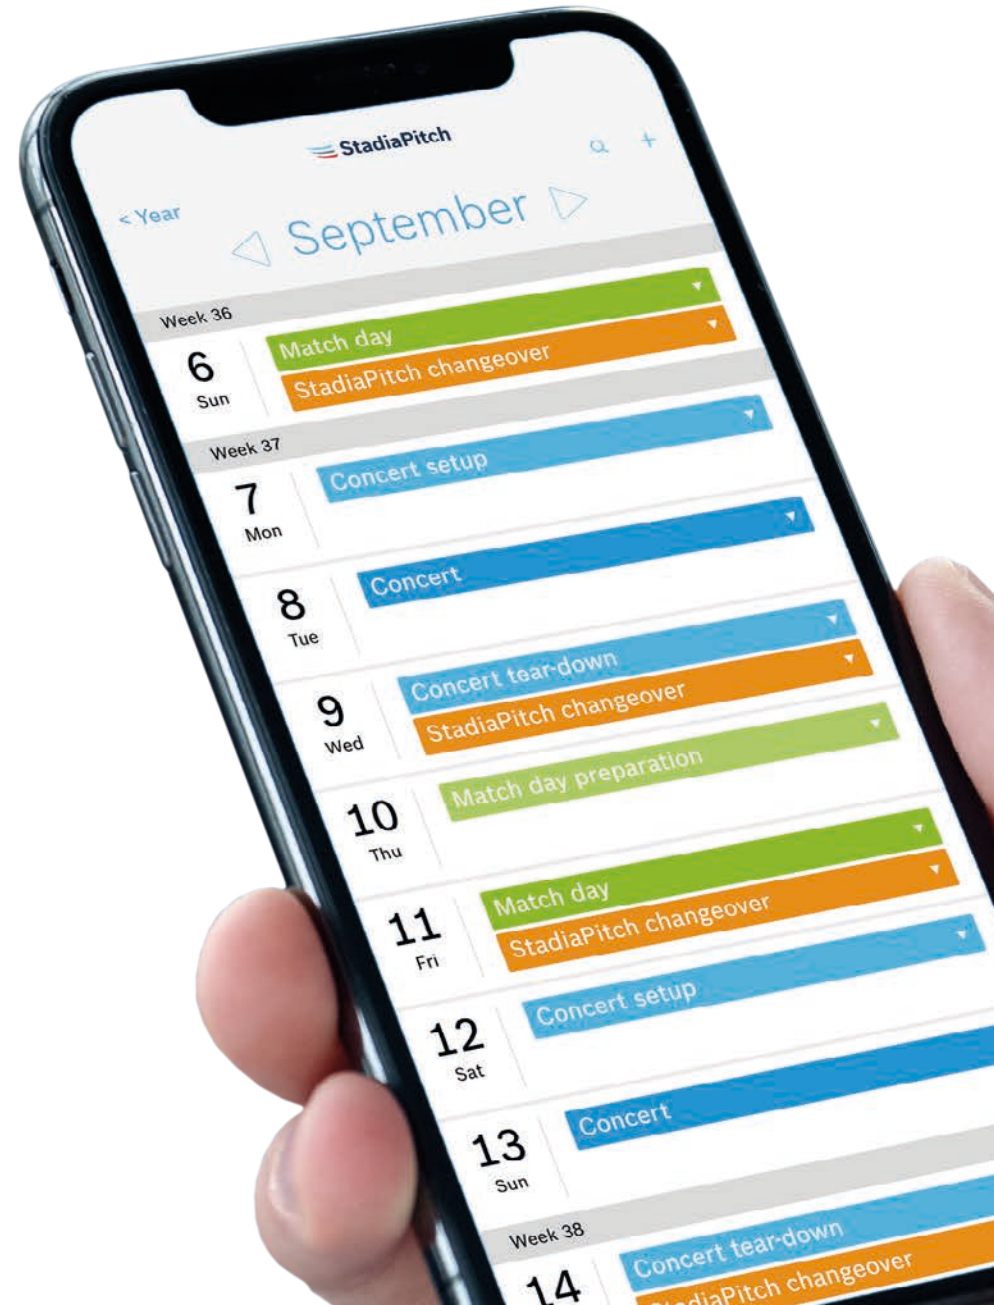 StadiaPitch
< Year
September
Week 36
6
Sun
Match day
StadiaPitch changeover
Week 37
7
Mon
Concert setup
8
Tue
Concert
9
Wed
Concert tear-down
StadiaPitch changeover
10
Thu
Match day preparation
11
Fri
Match day
StadiaPitch changeover
12
Sat
Concert setup
13
Sun
Concert
Week 38
14
Concert tear-down
StadiaPitch changeover